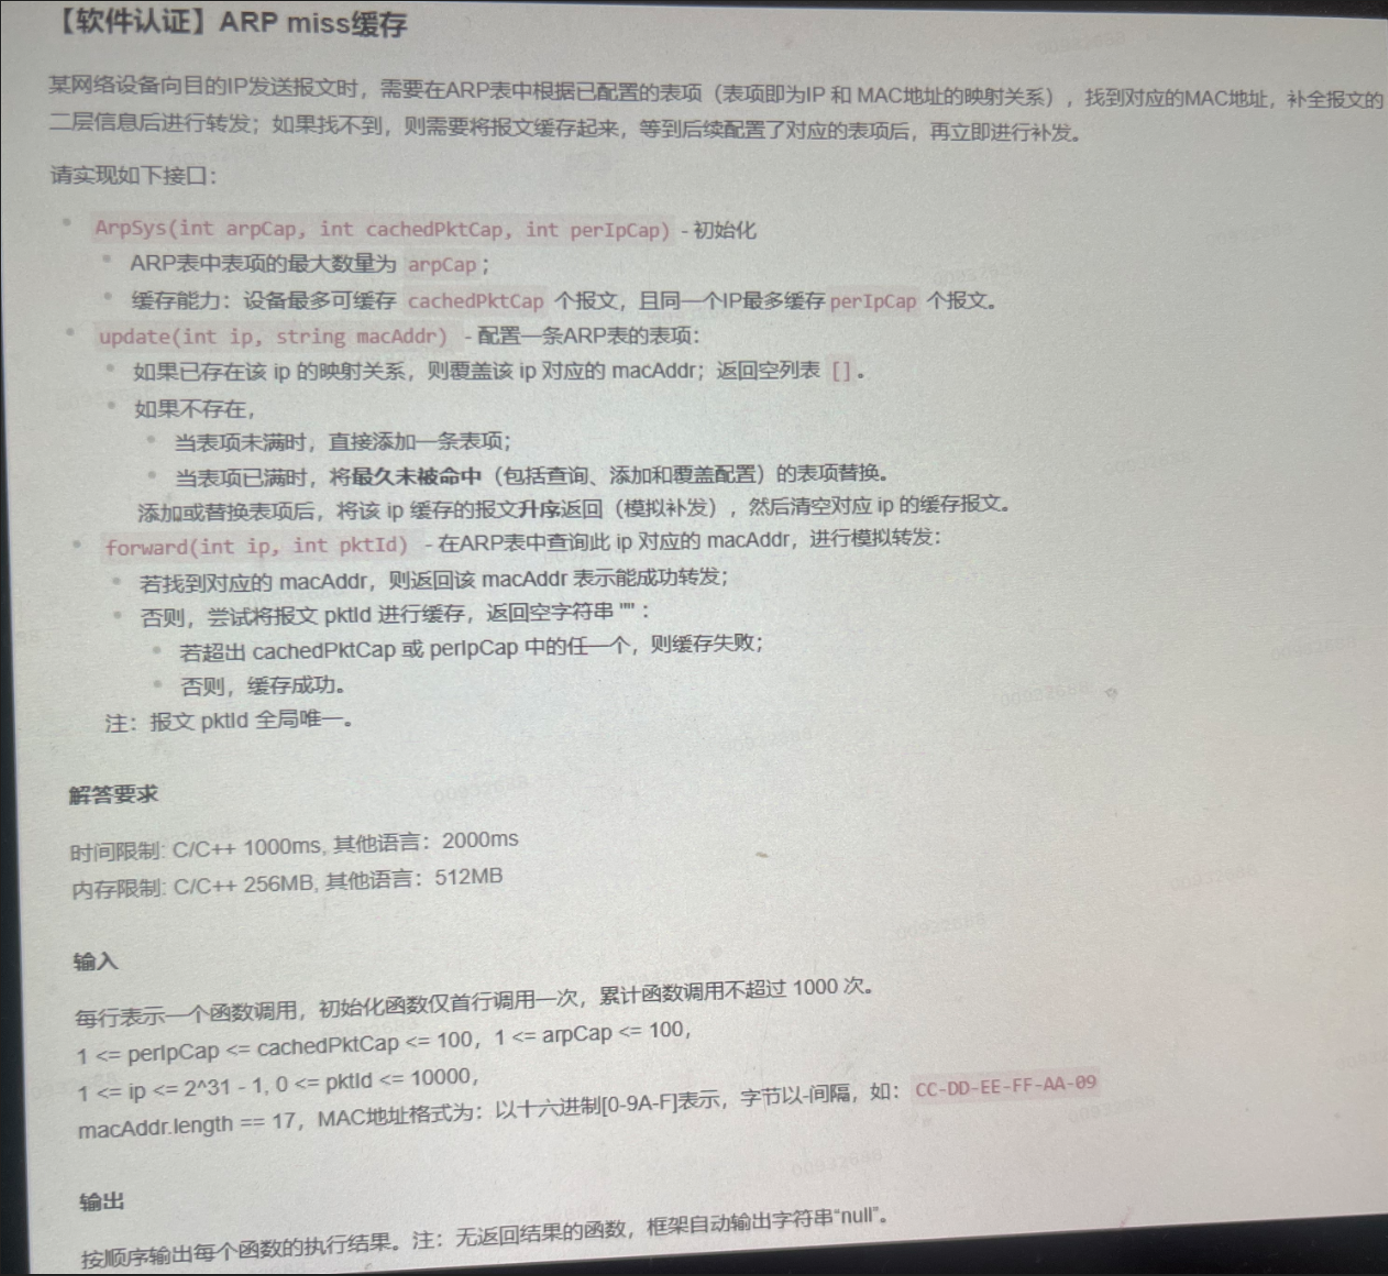 【软件认证】ARP miss缓存
某网络设备向目的IP发送报文时，需要在ARP表中根据已配置的表项（表项即为IP 和 MAC地址的映射关系），找到对应的MAC地址，补全报文的
二层信息后进行转发；如果找不到，则需要将报文缓存起来，等到后续配置了对应的表项后，再立即进行补发。
请实现如下接口：
• ArpSys(int arpCap, int cachedPktCap, int perIpCap) - 初始化
• ARP表中表项的最大数量为 arpCap；
• 缓存能力：设备最多可缓存 cachedPktCap 个报文，且同一个IP最多缓存 perIpCap 个报文。
• update(int ip, string macAddr) - 配置一条ARP表的表项：
• 如果已存在该 ip 的映射关系，则覆盖该 ip 对应的 macAddr；返回空列表 []。
• 如果不存在，
• 当表项未满时，直接添加一条表项；
• 当表项已满时，将最久未被命中（包括查询、添加和覆盖配置）的表项替换。
添加或替换表项后，将该 ip 缓存的报文升序返回（模拟补发），然后清空对应 ip 的缓存报文。
• forward(int ip, int pktId) - 在ARP表中查询此 ip 对应的 macAddr，进行模拟转发：
• 若找到对应的 macAddr，则返回该 macAddr 表示能成功转发；
• 否则，尝试将报文 pktId 进行缓存，返回空字符串 ""：
• 若超出 cachedPktCap 或 perIpCap 中的任一个，则缓存失败；
• 否则，缓存成功。
注：报文 pktId 全局唯一。
解答要求
时间限制: C/C++ 1000ms, 其他语言：2000ms
内存限制: C/C++ 256MB, 其他语言：512MB
输入
每行表示一个函数调用，初始化函数仅首行调用一次，累计函数调用不超过 1000 次。
1 <= perIpCap <= cachedPktCap <= 100，1 <= arpCap <= 100，
1 <= ip <= 2^31 - 1, 0 <= pktId <= 10000，
macAddr.length == 17，MAC地址格式为：以十六进制[0-9A-F]表示，字节以-间隔，如： CC-DD-EE-FF-AA-09
输出
按顺序输出每个函数的执行结果。注：无返回结果的函数，框架自动输出字符串“null”。